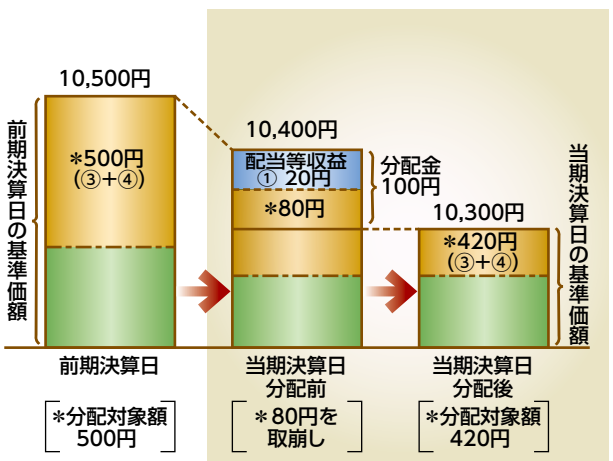 10,500円
前期決算日の基準価額
*500円
(③+④)
10,400円
配当等収益
① 20円
*80円
分配金
100円
10,300円
*420円
(③+④)
当期決算日の基準価額
前期決算日
当期決算日
分配前
当期決算日
分配後
*分配対象額
500円
*80円を
取崩し
*分配対象額
420円